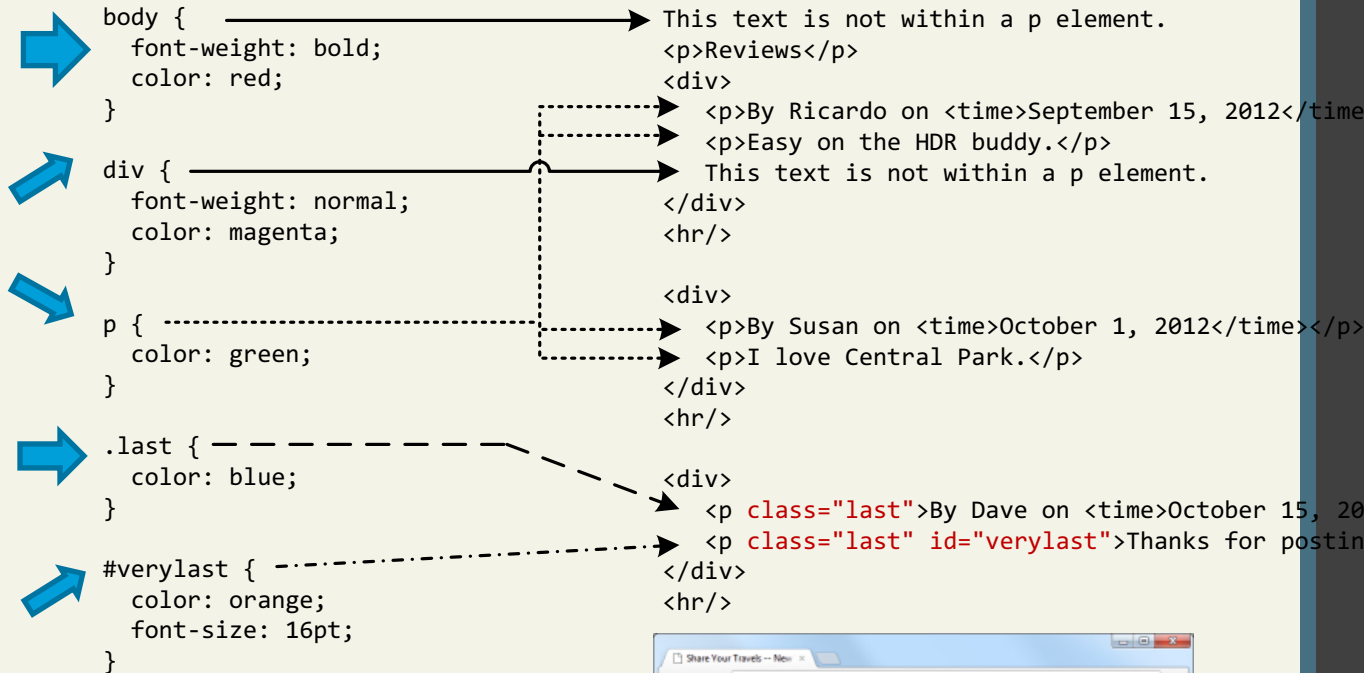 body {
  font-weight: bold;
  color: red;
}
div {
  font-weight: normal;
  color: magenta;
}
p {
  color: green;
}
.last {
  color: blue;
}
#verylast {
  color: orange;
  font-size: 16pt;
}
This text is not within a p element.
<p>Reviews</p>
<div>
  <p>By Ricardo on <time>September 15, 2012</time
  <p>Easy on the HDR buddy.</p>
  This text is not within a p element.
</div>
<hr/>
<div>
  <p>By Susan on <time>October 1, 2012</time></p>
  <p>I love Central Park.</p>
</div>
<hr/>
<div>
  <p class="last">By Dave on <time>October 15, 20
  <p class="last" id="verylast">Thanks for postin
</div>
<hr/>
Share Your Travels -- New